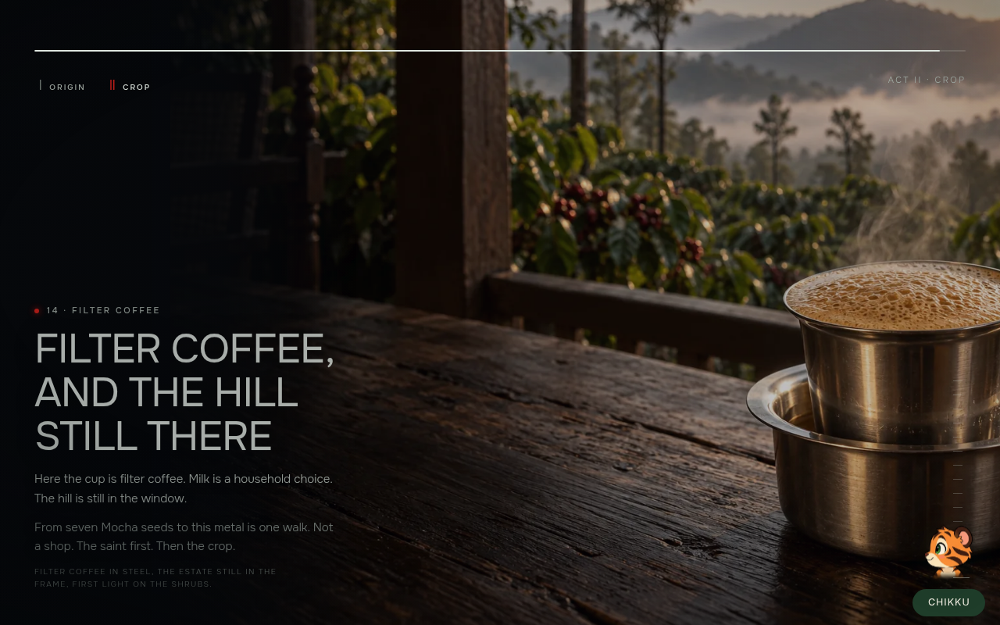 ORIGIN
CROP
ACT II · CROP
14 · FILTER COFFEE
FILTER COFFEE,
AND THE HILL
STILL THERE
Here the cup is filter coffee. Milk is a household choice.
The hill is still in the window.
From seven Mocha seeds to this metal is one walk. Not
a shop. The saint first. Then the crop.
FILTER COFFEE IN STEEL, THE ESTATE STILL IN THE
FRAME, FIRST LIGHT ON THE SHRUBS.
CHIKKU